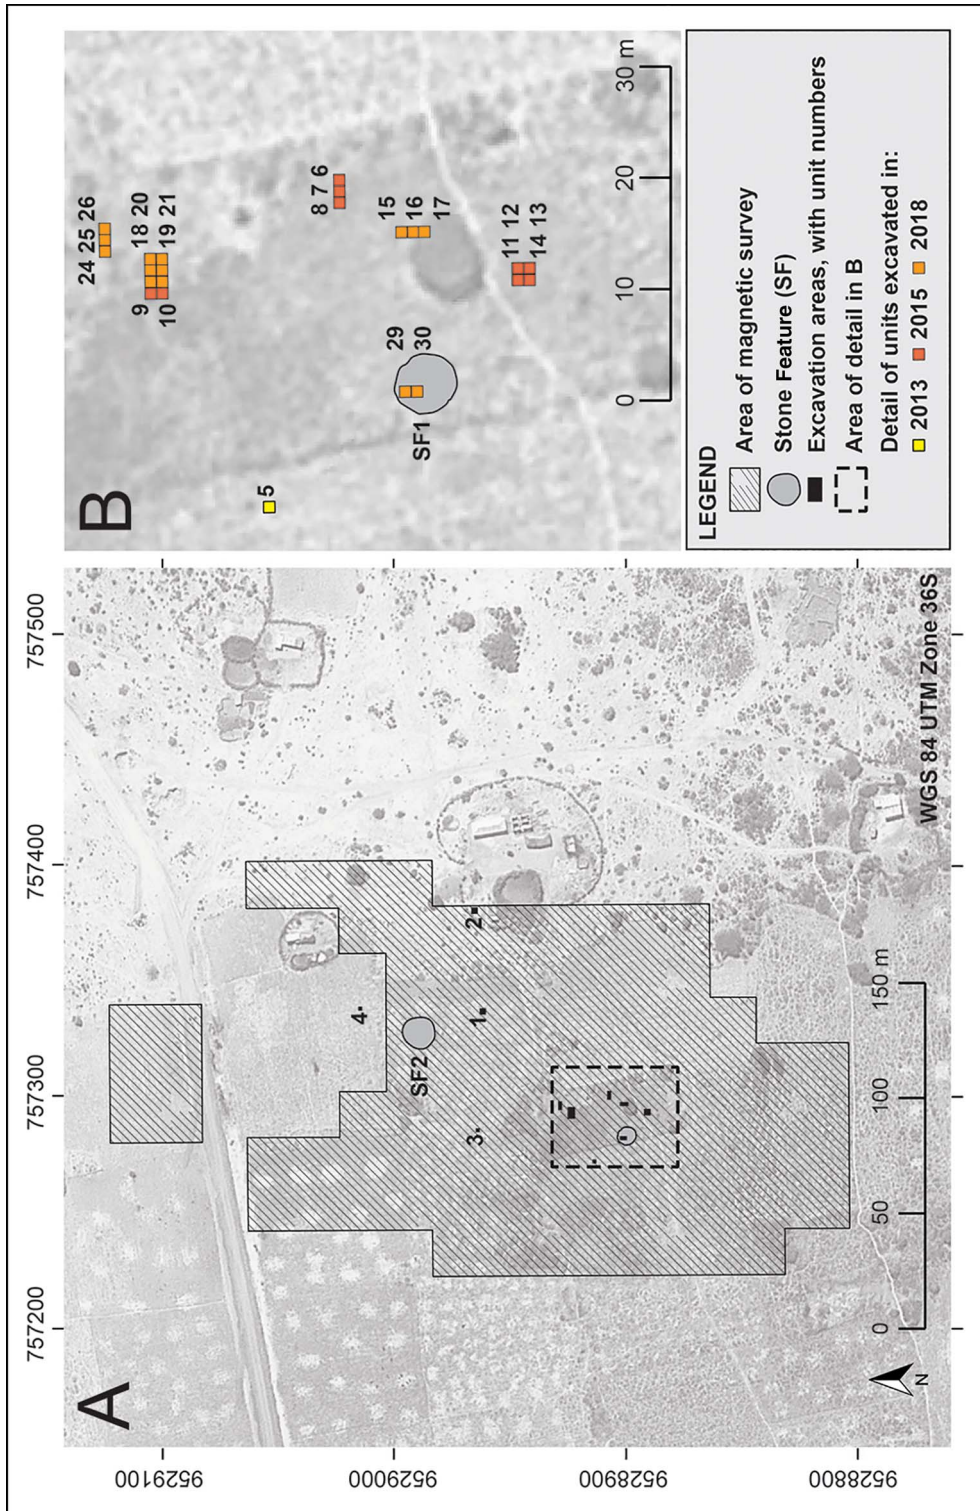 A
757200 757300 757400 757500
9529100
9529000
9528900
9528800
4
SF2
3 1 2
N
0 50 100 150 m
WGS 84 UTM Zone 36S
B
24 25 26
9 18 20
10 19 21
5
8 7 6
29
30
SF1
15
16
17
11 12
14 13
0 10 20 30 m
LEGEND
Area of magnetic survey
Stone Feature (SF)
Excavation areas, with unit numbers
Area of detail in B
Detail of units excavated in:
2013 2015 2018